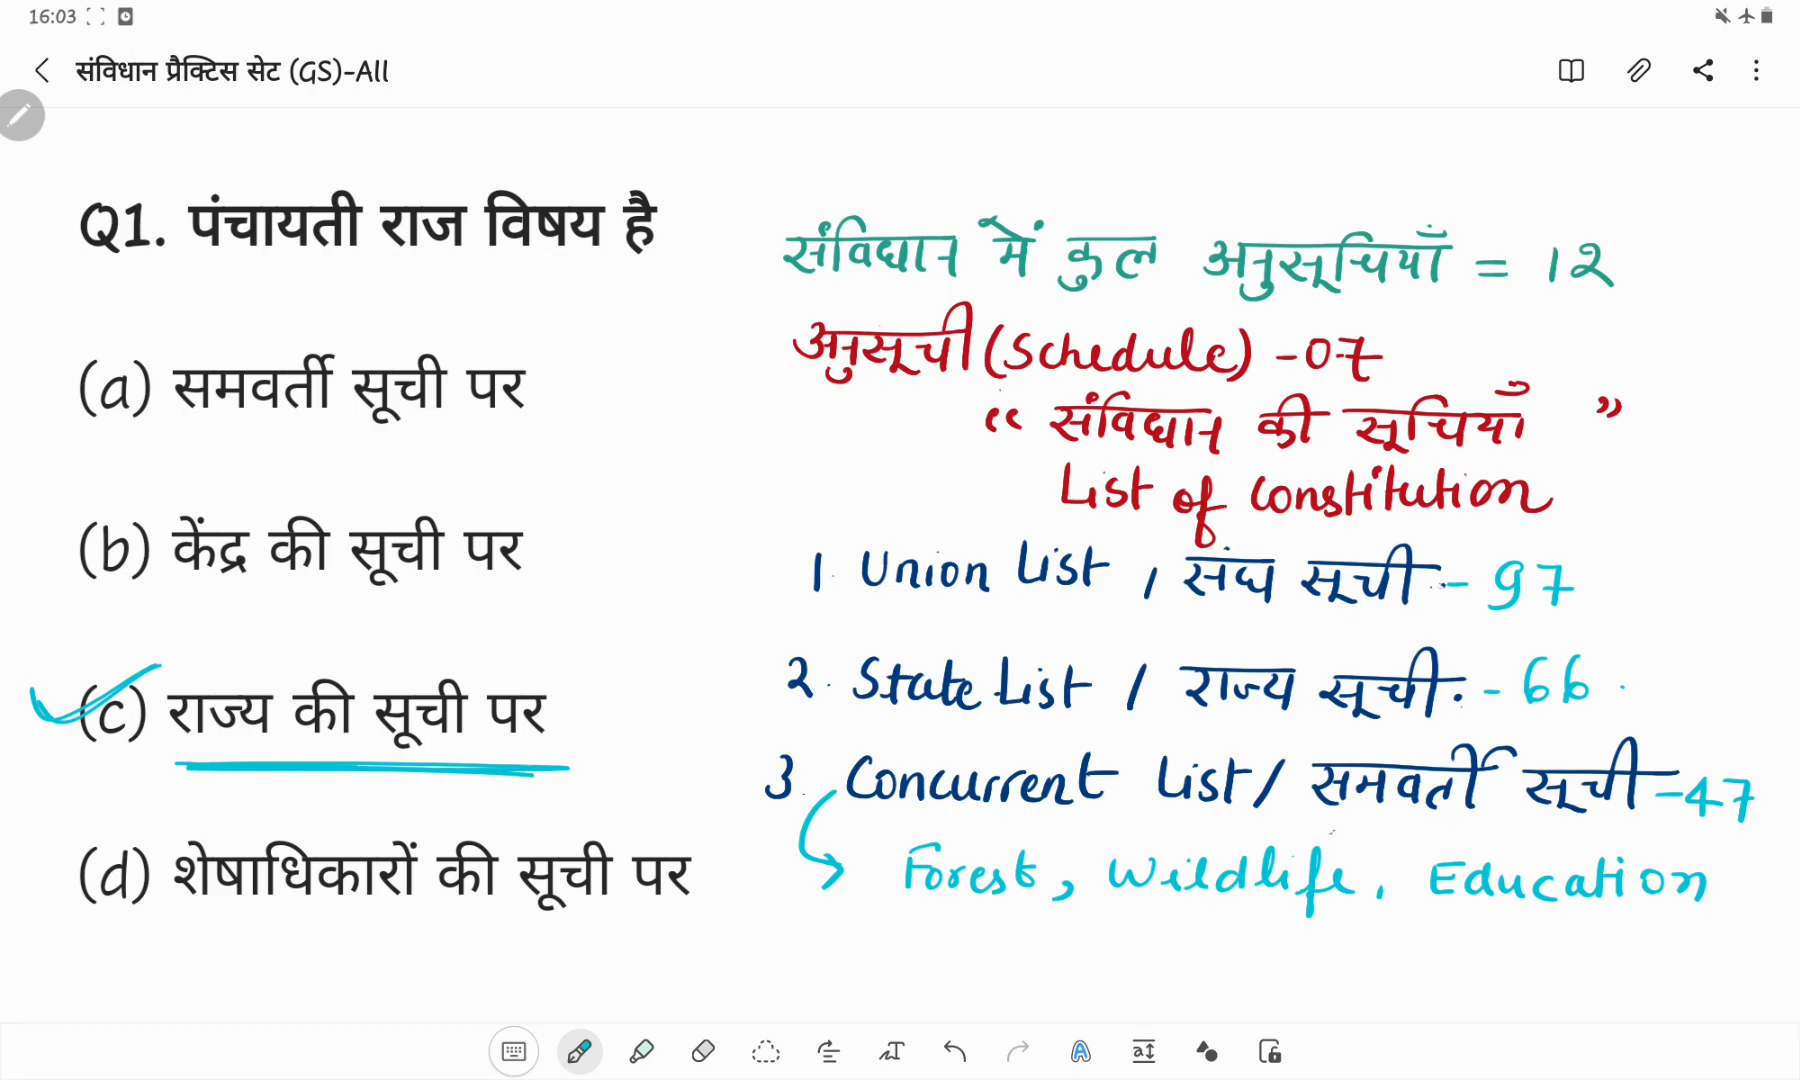 16:03
संविधान प्रैक्टिस सेट (GS)-All
Q1. पंचायती राज विषय है
(a) समवर्ती सूची पर
(b) केंद्र की सूची पर
(c) राज्य की सूची पर
(d) शेषाधिकारों की सूची पर
संविधान में कुल अनुसूचियाँ = 12
अनुसूची (Schedule) -07
“ संविधान की सूचियाँ ”
List of Constitution
1. Union List / संघ सूची - 97
2. State List / राज्य सूची. - 66
3. Concurrent List / समवर्ती सूची - 47
Forest, Wildlife, Education